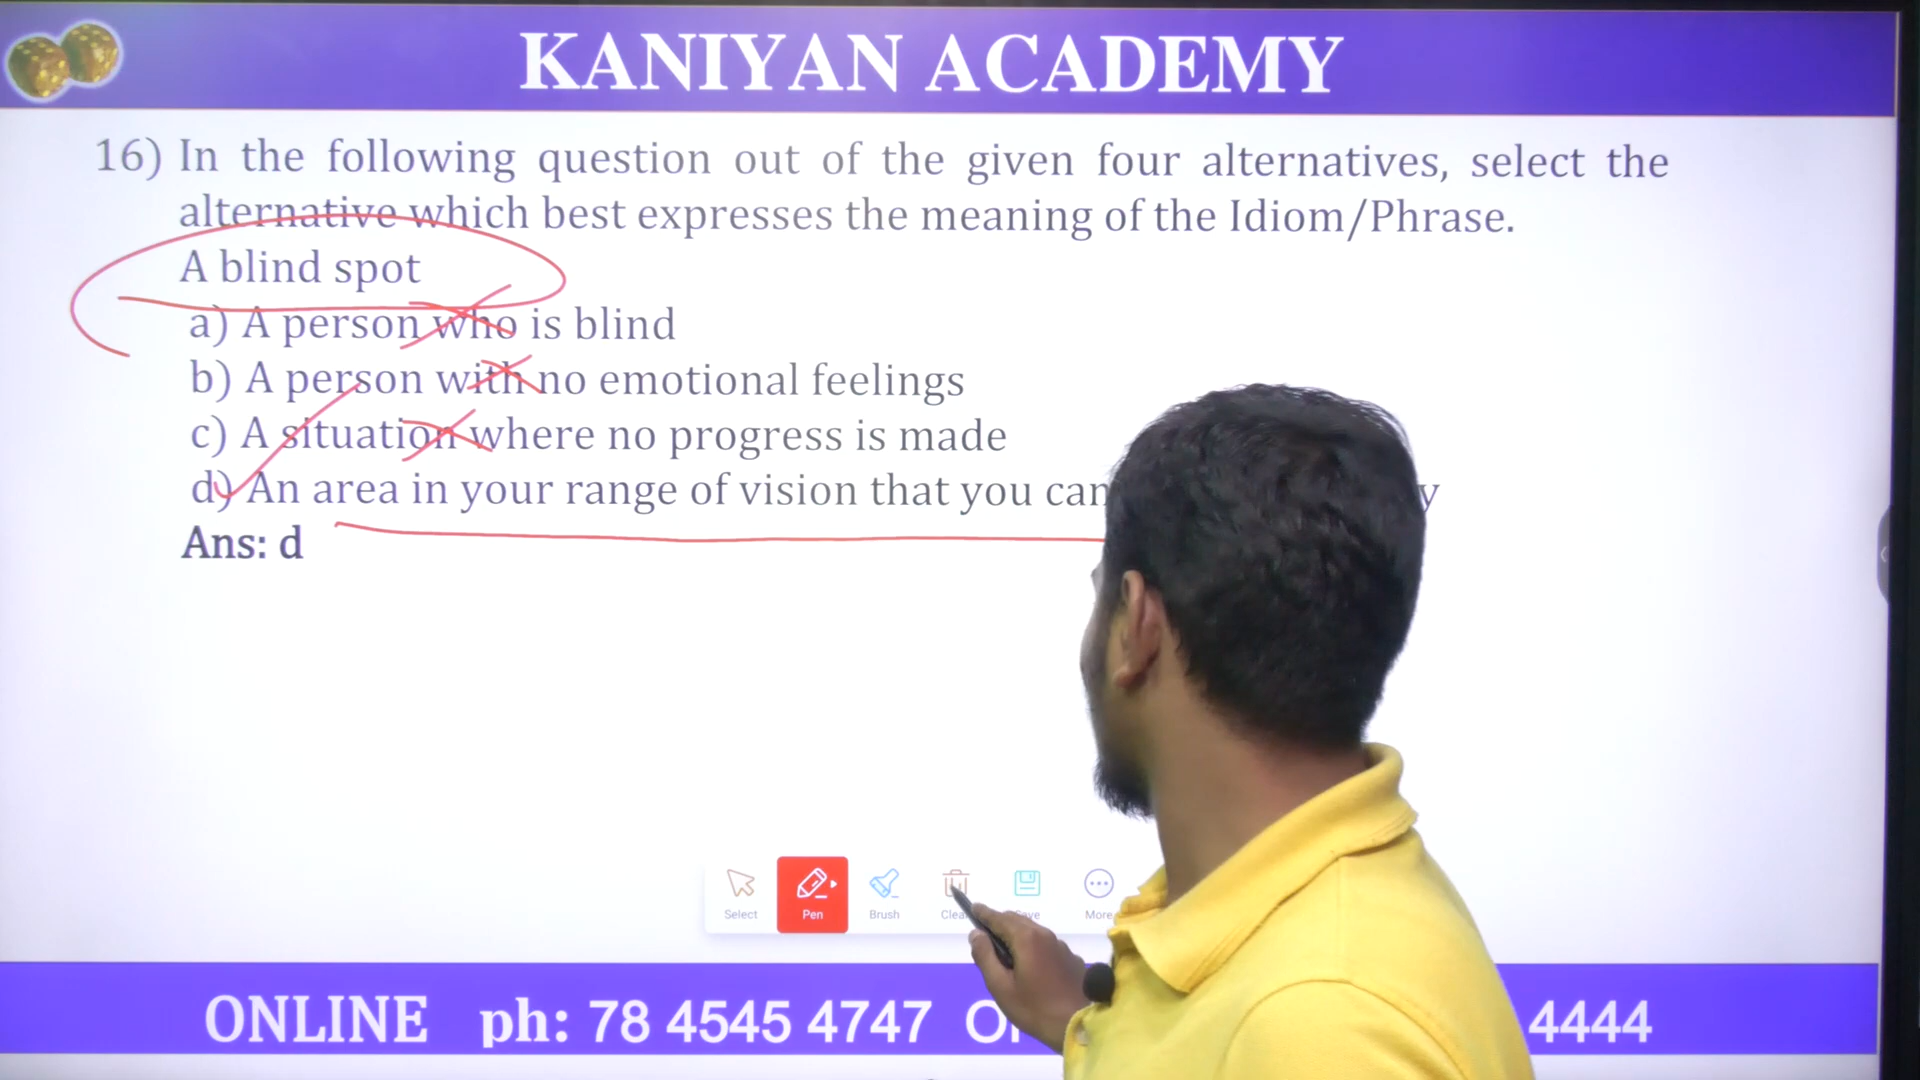 KANIYAN ACADEMY
16) In the following question out of the given four alternatives, select the
alternative which best expresses the meaning of the Idiom/Phrase.
A blind spot
a) A person who is blind
b) A person with no emotional feelings
c) A situation where no progress is made
d) An area in your range of vision that you can
Ans: d
Select Pen Brush More
ONLINE ph: 78 4545 4747 4444